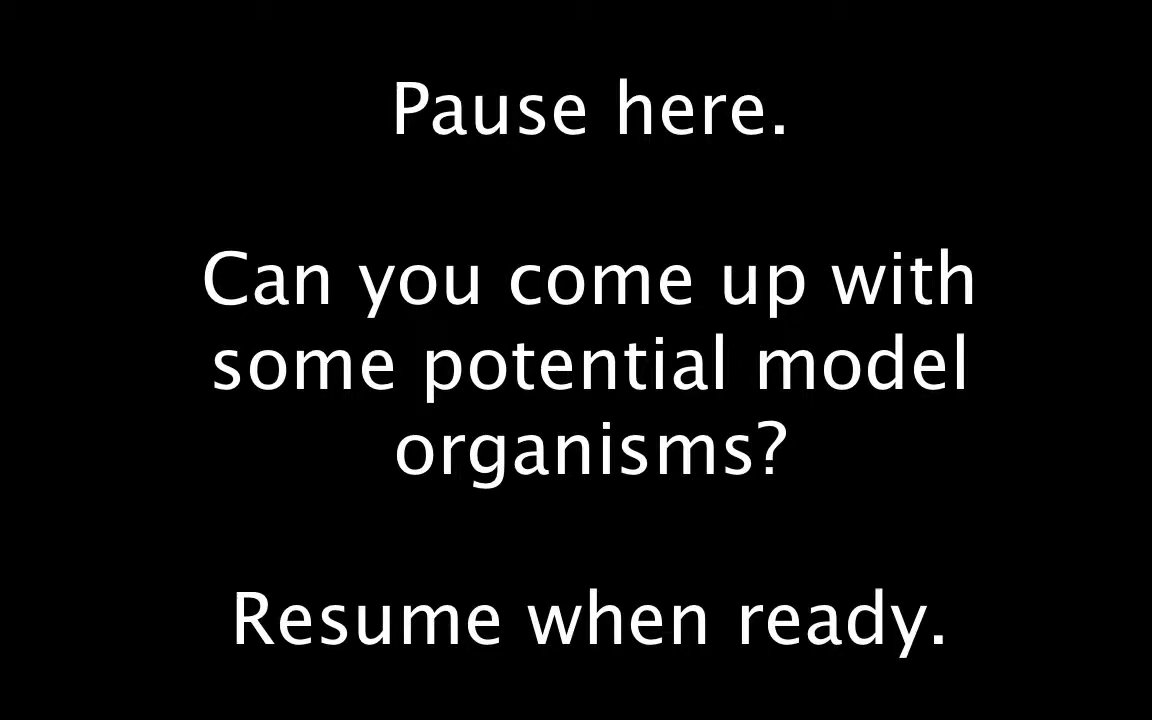 Pause here.
Can you come up with
some potential model
organisms?
Resume when ready.